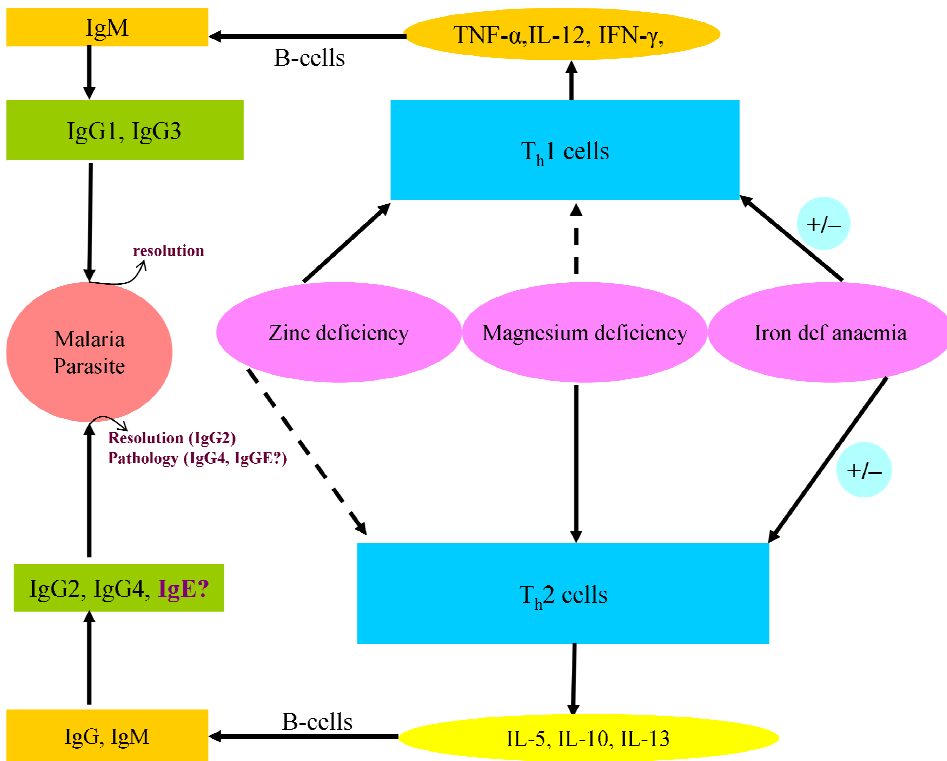 IgM
TNF-α,IL-12, IFN-γ,
B-cells
IgG1, IgG3
Th1 cells
+/–
resolution
Malaria
Parasite
Zinc deficiency
Magnesium deficiency
Iron def anaemia
Resolution (IgG2)
Pathology (IgG4, IgGE?)
+/–
IgG2, IgG4, IgE?
Th2 cells
B-cells
IgG, IgM
IL-5, IL-10, IL-13